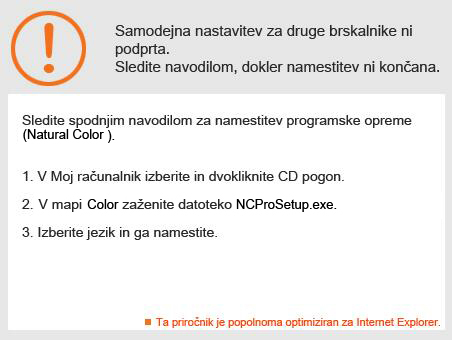 Samodejna nastavitev za druge brskalnike ni
podprta.
Sledite navodilom, dokler namestitev ni končana.
Sledite spodnjim navodilom za namestitev programske opreme
(Natural Color ).
1. V Moj računalnik izberite in dvokliknite CD pogon.
2. V mapi Color zaženite datoteko NCProSetup.exe.
3. Izberite jezik in ga namestite.
Ta priročnik je popolnoma optimiziran za Internet Explorer.